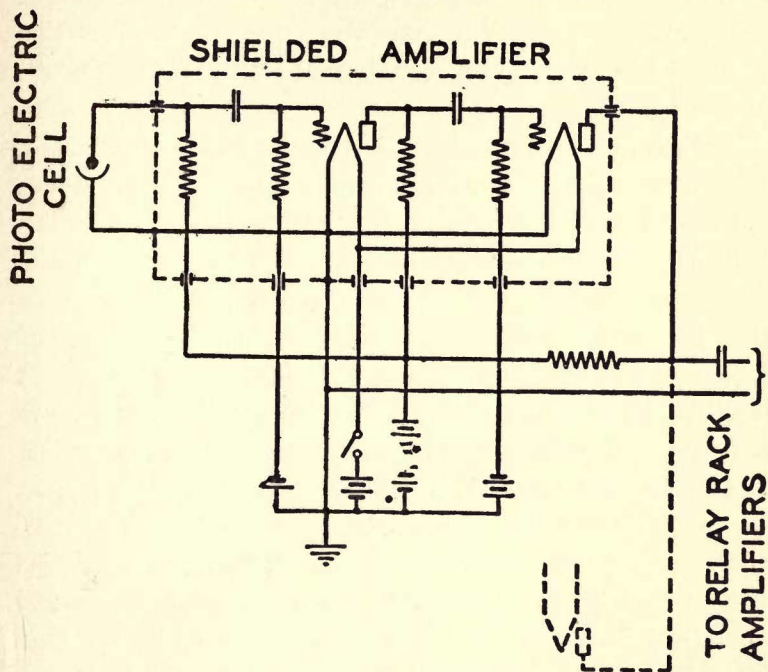 SHIELDED AMPLIFIER
PHOTO ELECTRIC
CELL
TO RELAY RACK
AMPLIFIERS